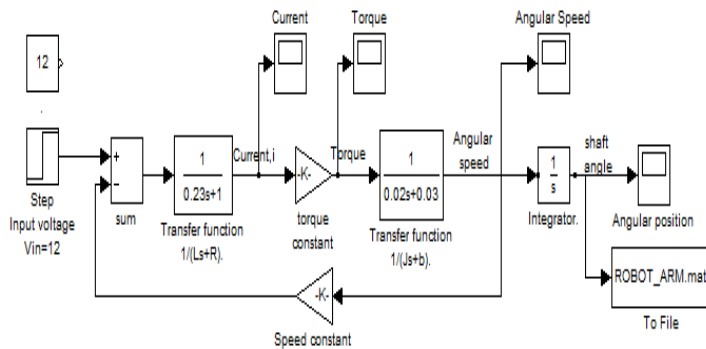 Current
Torque
Angular Speed
12
+
−
Step
Input voltage
Vin=12
sum
1
0.23s+1
Transfer function
1/(Ls+R).
Current,i
-K-
torque
constant
Torque
1
0.02s+0.03
Transfer function
1/(Js+b).
Angular
speed
1
s
Integrator.
shaft
angle
Angular position
ROBOT_ARM.mat
To File
-K-
Speed constant